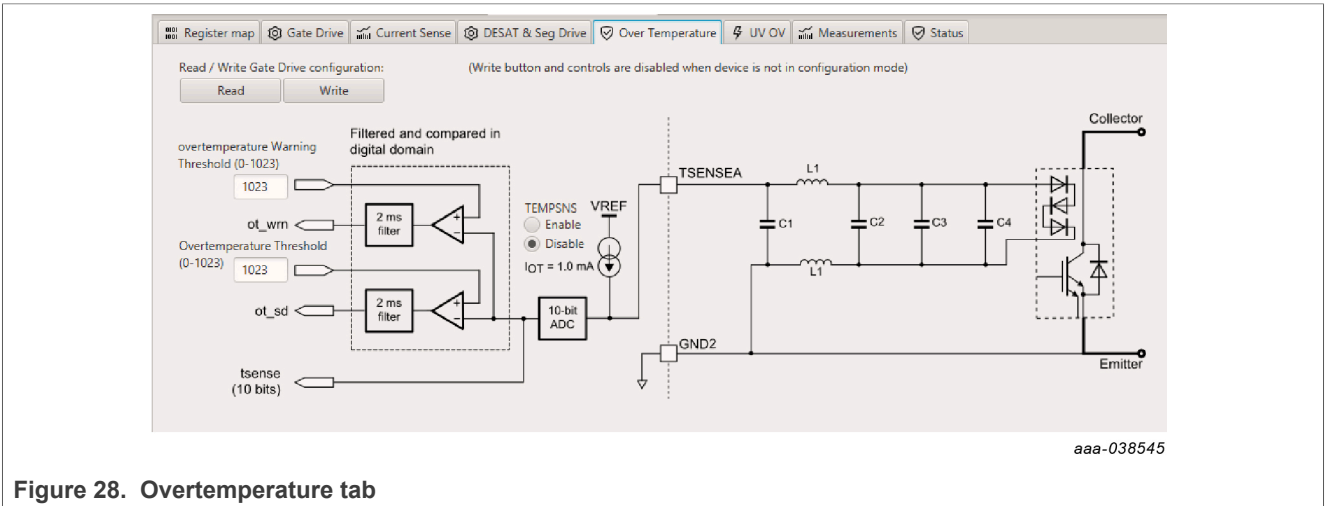 Register map Gate Drive Current Sense DESAT & Seg Drive Over Temperature UV OV Measurements Status
Read / Write Gate Drive configuration: (Write button and controls are disabled when device is not in configuration mode)
Read Write
overtemperature Warning
Threshold (0-1023)
1023
Filtered and compared in
digital domain
ot_wrn
2 ms
filter
+
−
Overtemperature Threshold
(0-1023)
1023
ot_sd
2 ms
filter
+
−
tsense
(10 bits)
TEMPSNS
Enable
Disable
VREF
IOT = 1.0 mA
10-bit
ADC
TSENSEA
L1
C1
C2
C3
C4
L1
GND2
Collector
Emitter
aaa-038545
Figure 28. Overtemperature tab